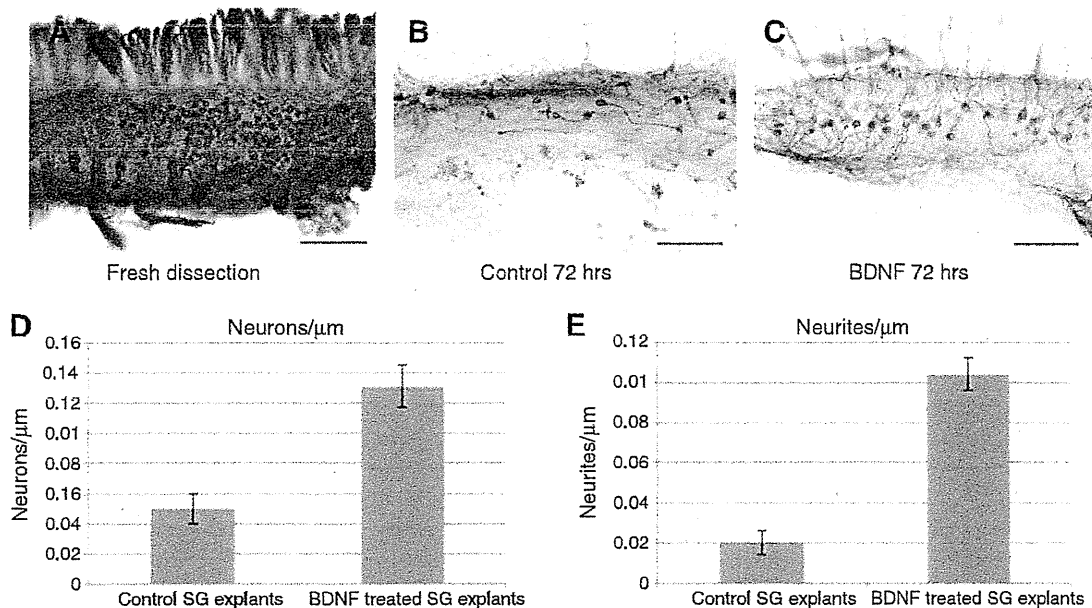 A
B
C
Fresh dissection
Control 72 hrs
BDNF 72 hrs
D
Neurons/μm
0.16
0.14
0.12
0.01
0.12
0.16
0.04
0.02
0
Neurons/μm
Control SG explants
BDNF treated SG explants
E
Neurites/μm
0.12
0.01
0.08
0.06
0.04
0.02
0
Neurites/μm
Control SG explants
BDNF treated SG explants